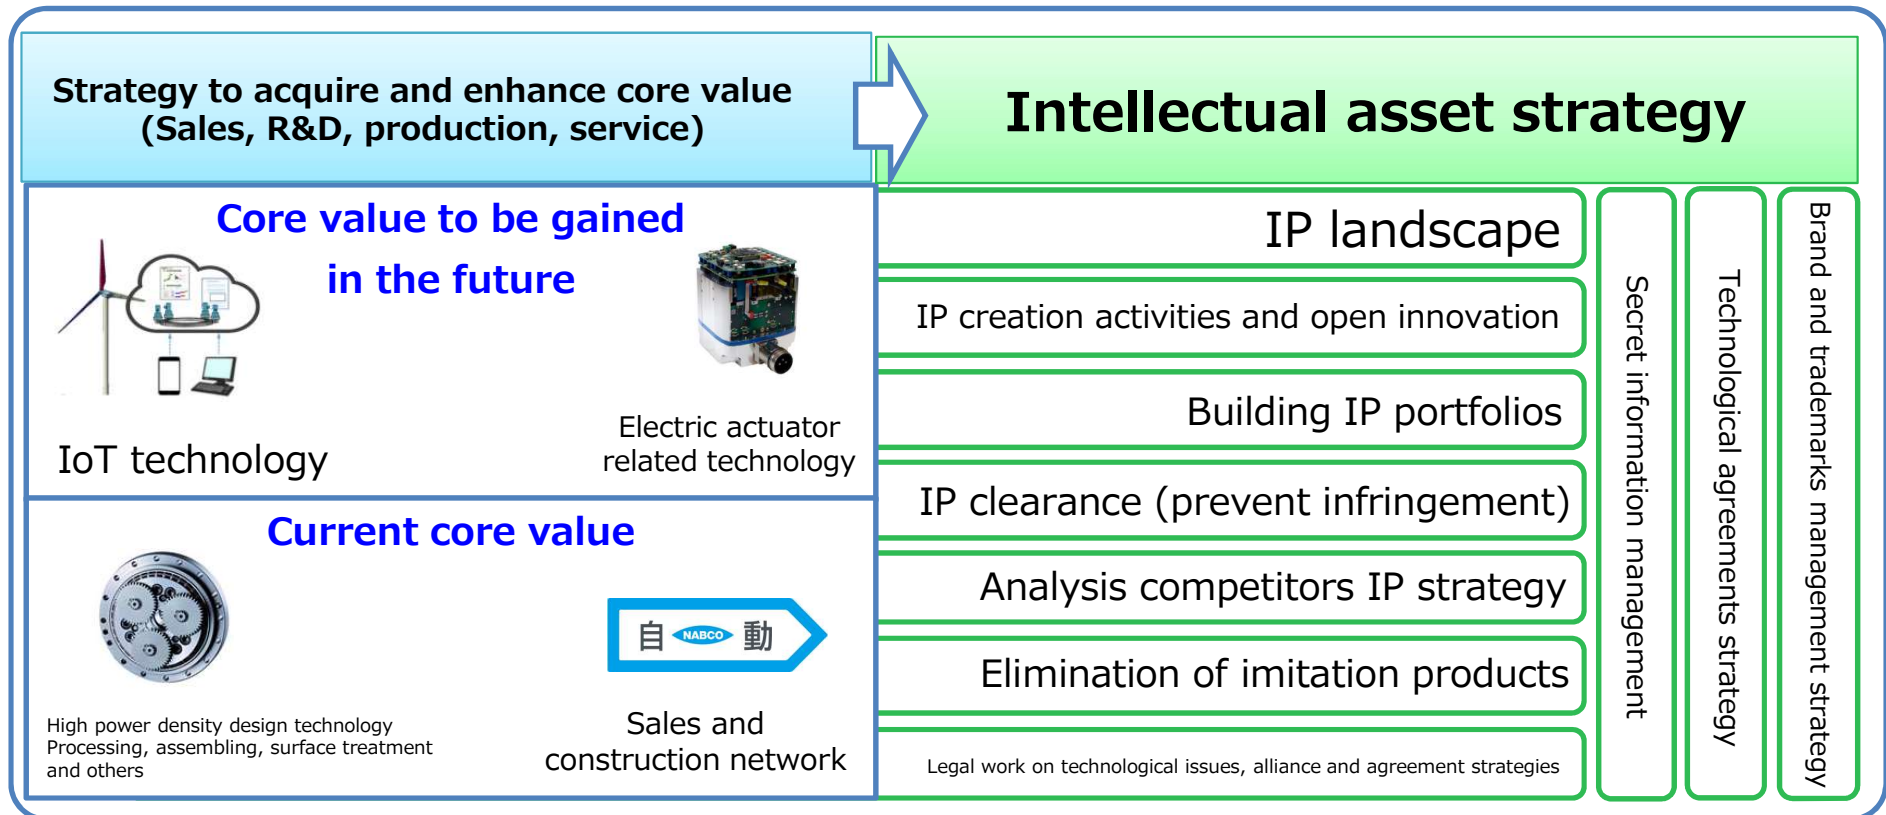 Strategy to acquire and enhance core value
(Sales, R&D, production, service)
Intellectual asset strategy
Core value to be gained
in the future
IoT technology
Electric actuator
related technology
Current core value
自 NABCO 動
High power density design technology
Processing, assembling, surface treatment
and others
Sales and
construction network
IP landscape
IP creation activities and open innovation
Building IP portfolios
IP clearance (prevent infringement)
Analysis competitors IP strategy
Elimination of imitation products
Legal work on technological issues, alliance and agreement strategies
Secret information management
Technological agreements strategy
Brand and trademarks management strategy